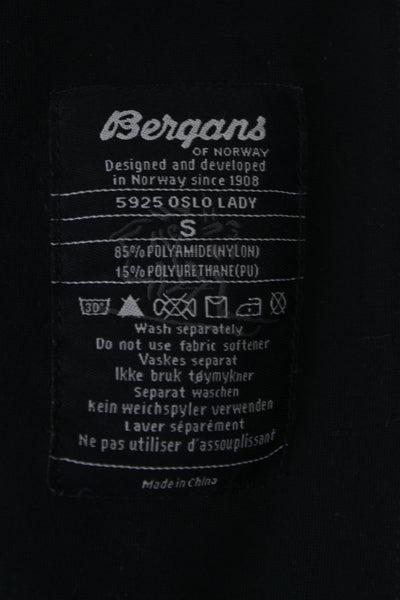 Bergans
OF NORWAY
Designed and developed
in Norway since 1908
5925 OSLO LADY
S
85% POLYAMIDE(NYLON)
15% POLYURETHANE(PU)
30°
Wash separately
Do not use fabric softener
Vaskes separat
Ikke bruk tøymykner
Separat waschen
kein weichspyler verwenden
Laver séparément
Ne pas utiliser d'assouplissant
Made in China